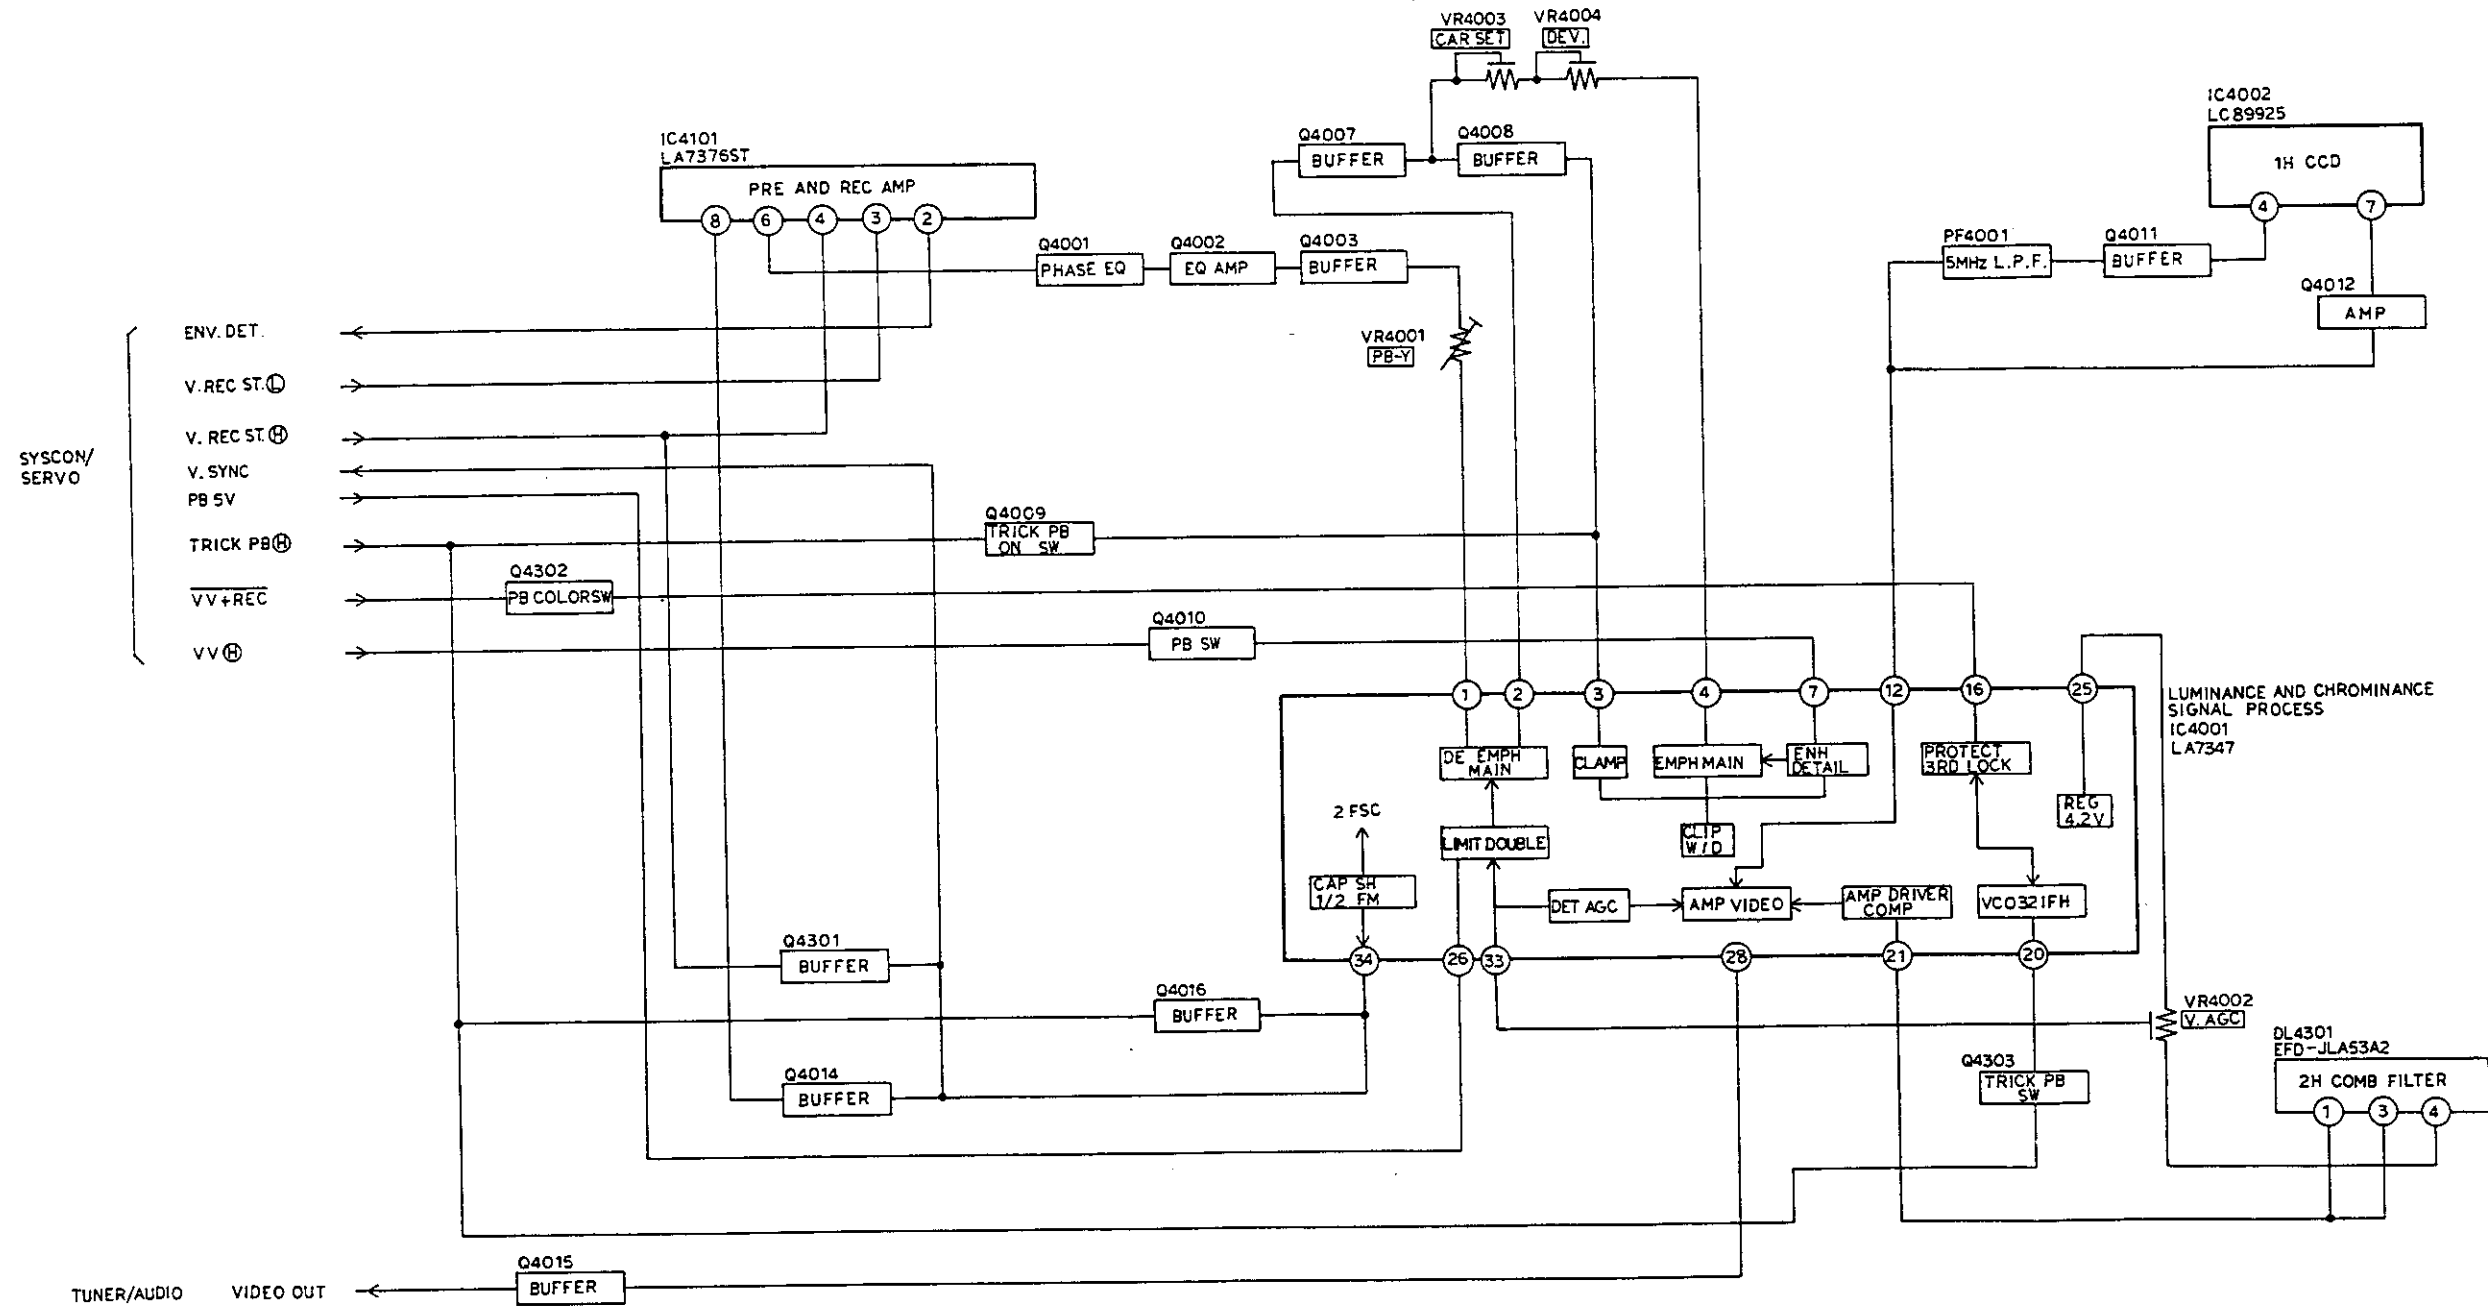 VR4003
CAR SET
VR4004
DEV.
IC4002
LC89925
1H CCD
4
7
IC4101
LA7376ST
PRE AND REC AMP
8
6
4
3
2
Q4007
BUFFER
Q4008
BUFFER
Q4001
PHASE EQ
Q4002
EQ AMP
Q4003
BUFFER
PF4001
5MHz L.P.F.
Q4011
BUFFER
Q4012
AMP
VR4001
PB-Y
SYSCON/
SERVO
ENV. DET.
V.REC ST.Ⓛ
V. REC ST.Ⓗ
V. SYNC
PB 5V
TRICK PBⒽ
VV+REC
VVⒽ
Q4009
TRICK PB
ON SW
Q4302
PB COLORSW
Q4010
PB SW
1
2
3
4
7
12
16
25
LUMINANCE AND CHROMINANCE
SIGNAL PROCESS
IC4001
LA7347
DE EMPH
MAIN
CLAMP
EMPH MAIN
ENH
DETAIL
PROTECT
3RD LOCK
REG
4.2V
2 FSC
LIMIT DOUBLE
CLIP
W/D
CAP SH
1/2 FM
DET AGC
AMP VIDEO
AMP DRIVER
COMP
VCO321FH
34
26
33
28
21
20
Q4301
BUFFER
Q4016
BUFFER
Q4014
BUFFER
VR4002
V. AGC
Q4303
TRICK PB
SW
DL4301
EFD-JLA53A2
2H COMB FILTER
1
3
4
Q4015
BUFFER
TUNER/AUDIO
VIDEO OUT